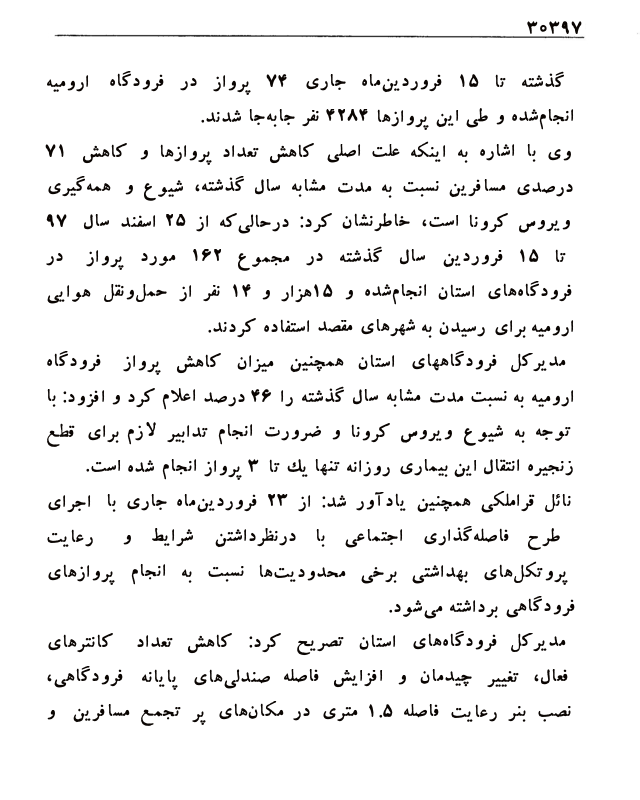 ۳۰۳۹۷
گذشته تا ۱۵ فروردین‌ماه جاری ۷۴ پرواز در فرودگاه ارومیه
انجام‌شده و طی این پروازها ۴۲۸۴ نفر جابه‌جا شدند.
وی با اشاره به اینکه علت اصلی کاهش تعداد پروازها و کاهش ۷۱
درصدی مسافرین نسبت به مدت مشابه سال گذشته، شیوع و همه‌گیری
ویروس کرونا است، خاطرنشان کرد: درحالی‌که از ۲۵ اسفند سال ۹۷
تا ۱۵ فروردین سال گذشته در مجموع ۱۶۲ مورد پرواز در
فرودگاه‌های استان انجام‌شده و ۱۵هزار و ۱۴ نفر از حمل‌ونقل هوایی
ارومیه برای رسیدن به شهرهای مقصد استفاده کردند.
مدیرکل فرودگاههای استان همچنین میزان کاهش پرواز فرودگاه
ارومیه به نسبت مدت مشابه سال گذشته را ۴۶ درصد اعلام کرد و افزود: با
توجه به شیوع ویروس کرونا و ضرورت انجام تدابیر لازم برای قطع
زنجیره انتقال این بیماری روزانه تنها یك تا ۳ پرواز انجام شده است.
نائل قراملکی همچنین یادآور شد: از ۲۳ فروردین‌ماه جاری با اجرای
طرح فاصله‌گذاری اجتماعی با درنظرداشتن شرایط و رعایت
پروتکل‌های بهداشتی برخی محدودیت‌ها نسبت به انجام پروازهای
فرودگاهی برداشته می‌شود.
مدیرکل فرودگاه‌های استان تصریح کرد: کاهش تعداد کانترهای
فعال، تغییر چیدمان و افزایش فاصله صندلی‌های پایانه فرودگاهی،
نصب بنر رعایت فاصله ۱.۵ متری در مکان‌های پر تجمع مسافرین و